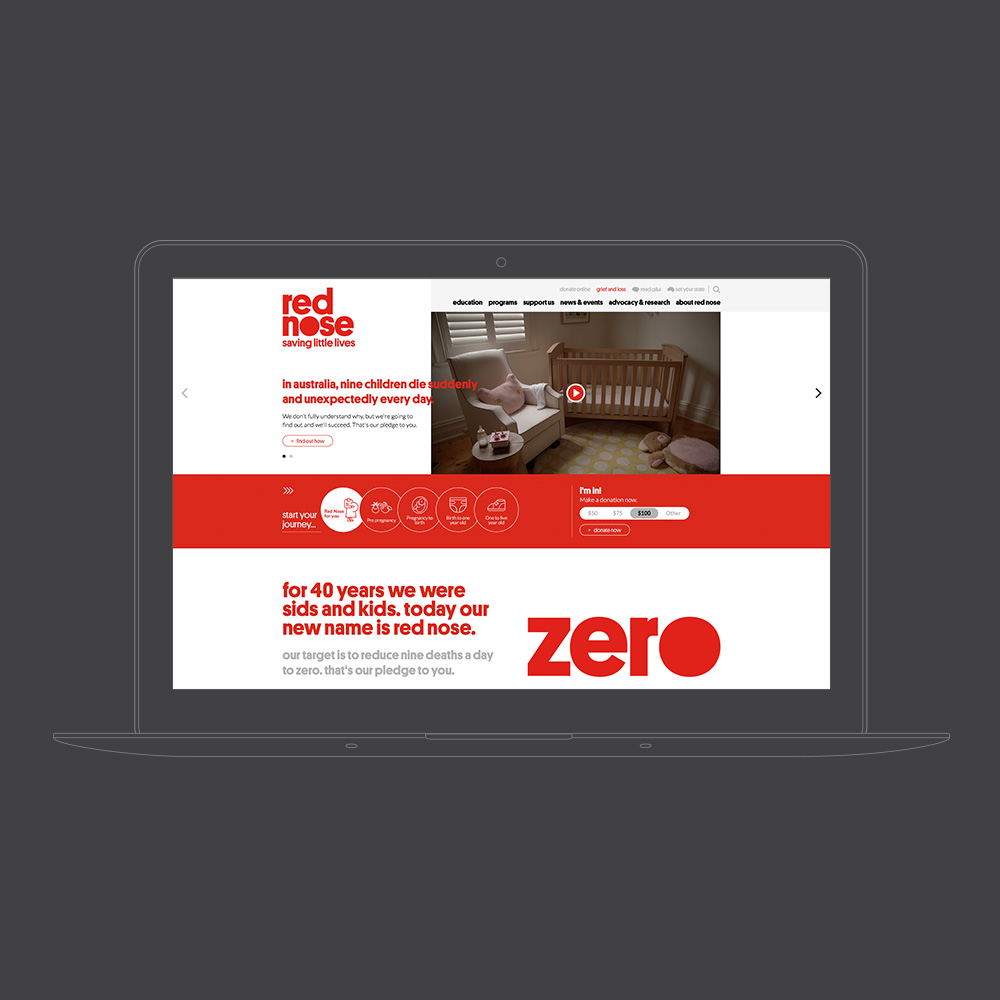 donate online grief and loss read qalia set your state
education programs support us news & events advocacy & research about red nose
red
nose
saving little lives
in australia, nine children die suddenly
and unexpectedly every day.
We don't fully understand why, but we're going to
find out and we'll succeed. That's our pledge to you.
> find out how
start your
journey...
Red Nose
for you
Pre pregnancy
Pregnancy to
birth
Birth to one
year old
One to five
year old
i'm in!
Make a donation now.
$50 $75 $100 Other
> donate now
for 40 years we were
sids and kids. today our
new name is red nose.
our target is to reduce nine deaths a day
to zero. that's our pledge to you.
zero